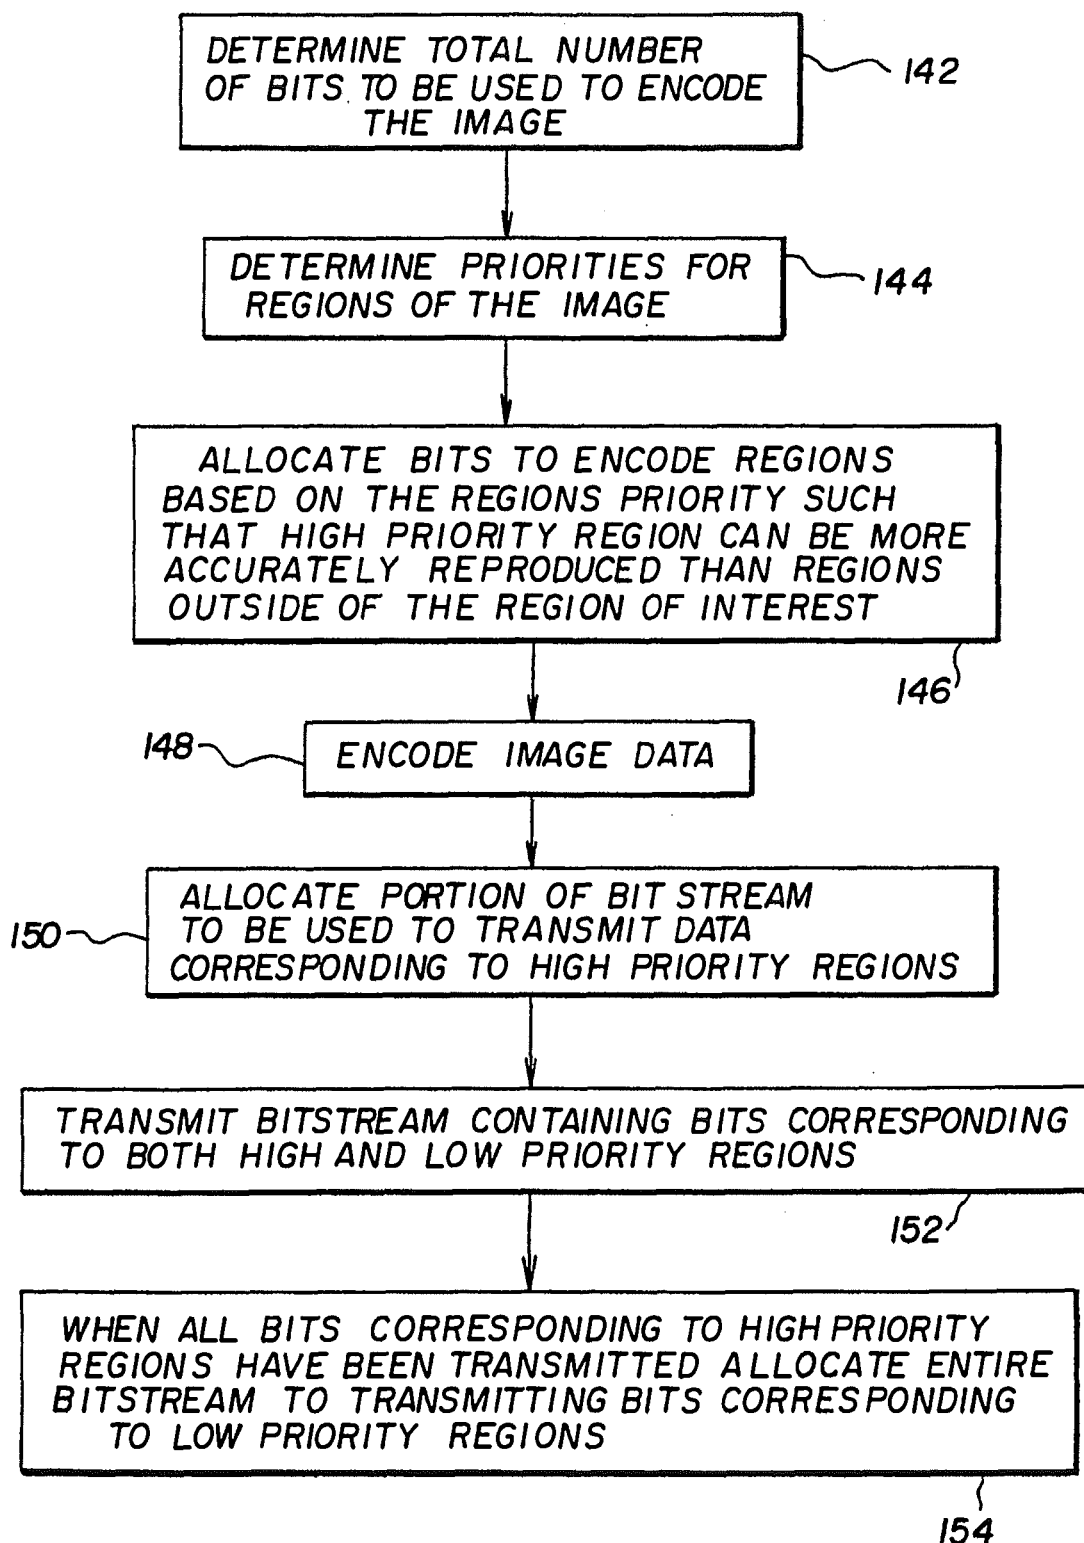 DETERMINE TOTAL NUMBER
OF BITS TO BE USED TO ENCODE
THE IMAGE
142
DETERMINE PRIORITIES FOR
REGIONS OF THE IMAGE
144
ALLOCATE BITS TO ENCODE REGIONS
BASED ON THE REGIONS PRIORITY SUCH
THAT HIGH PRIORITY REGION CAN BE MORE
ACCURATELY REPRODUCED THAN REGIONS
OUTSIDE OF THE REGION OF INTEREST
146
148
ENCODE IMAGE DATA
ALLOCATE PORTION OF BIT STREAM
TO BE USED TO TRANSMIT DATA
CORRESPONDING TO HIGH PRIORITY REGIONS
150
TRANSMIT BITSTREAM CONTAINING BITS CORRESPONDING
TO BOTH HIGH AND LOW PRIORITY REGIONS
152
WHEN ALL BITS CORRESPONDING TO HIGH PRIORITY
REGIONS HAVE BEEN TRANSMITTED ALLOCATE ENTIRE
BITSTREAM TO TRANSMITTING BITS CORRESPONDING
TO LOW PRIORITY REGIONS
154